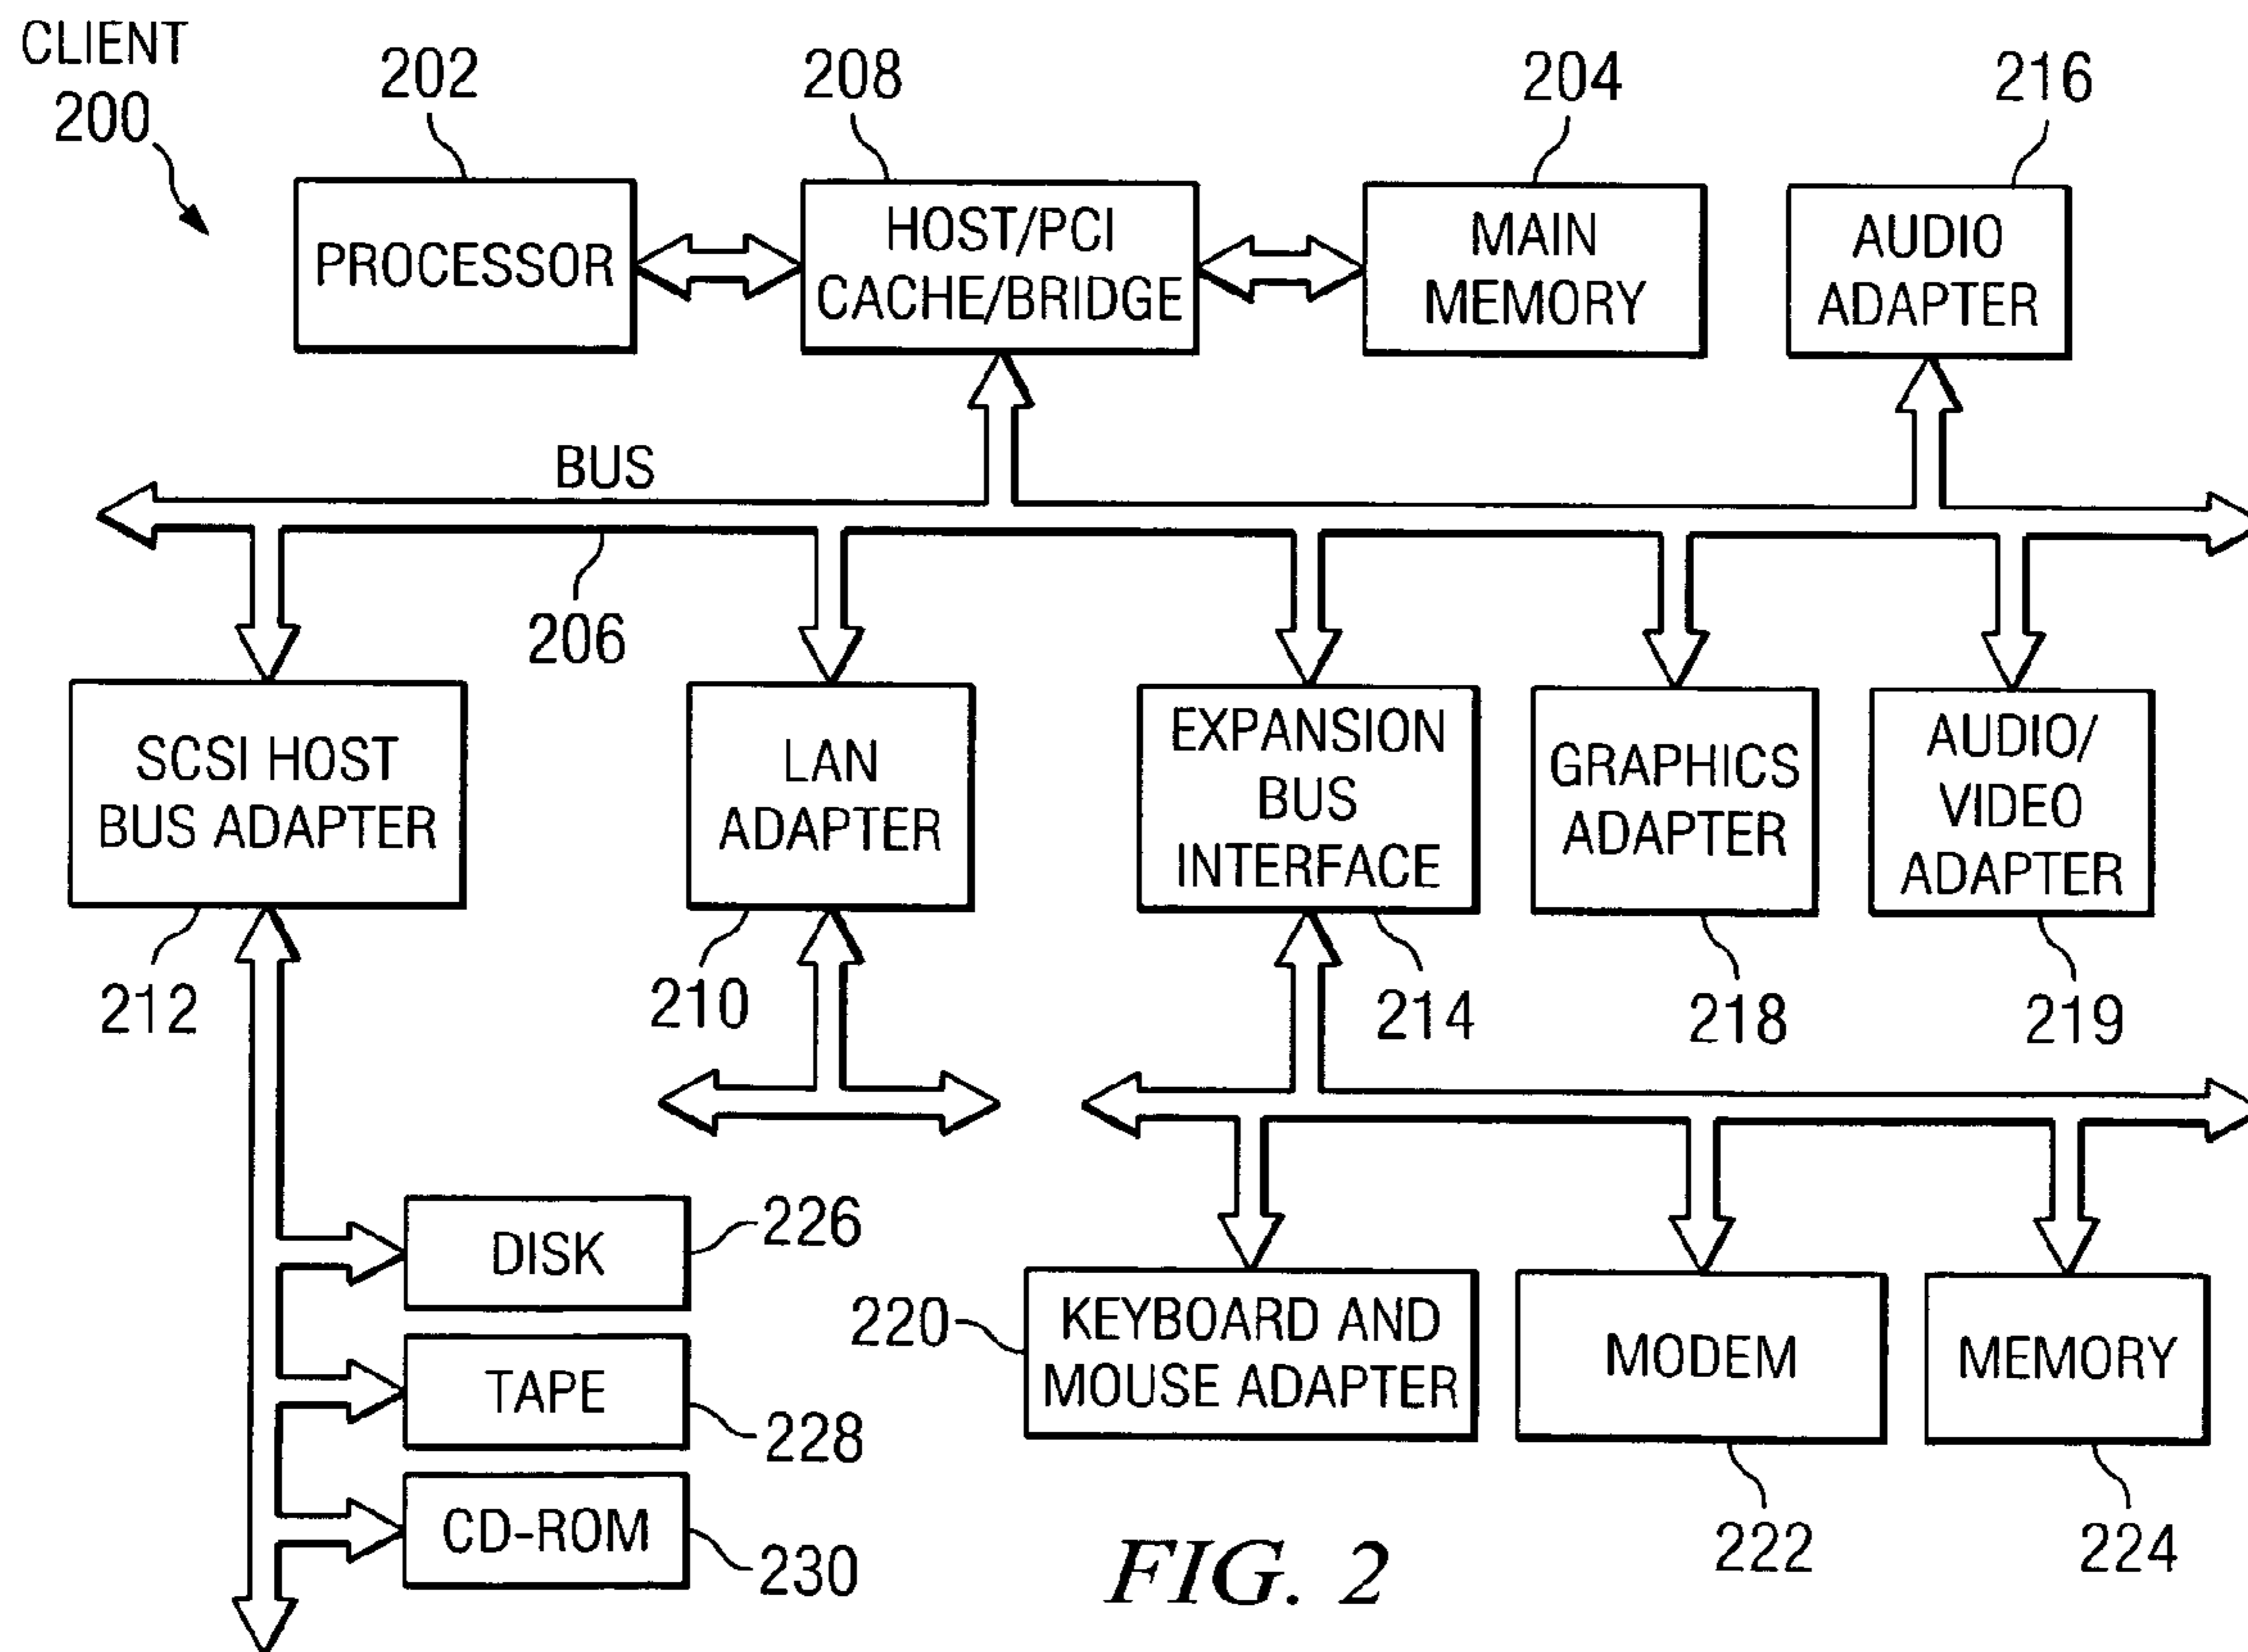 CLIENT
200
202
208
204
216
PROCESSOR
HOST/PCI
CACHE/BRIDGE
MAIN
MEMORY
AUDIO
ADAPTER
BUS
206
SCSI HOST
BUS ADAPTER
LAN
ADAPTER
EXPANSION
BUS
INTERFACE
GRAPHICS
ADAPTER
AUDIO/
VIDEO
ADAPTER
212
210
214
218
219
DISK
226
TAPE
228
CD-ROM
230
220
KEYBOARD AND
MOUSE ADAPTER
MODEM
MEMORY
222
224
FIG. 2